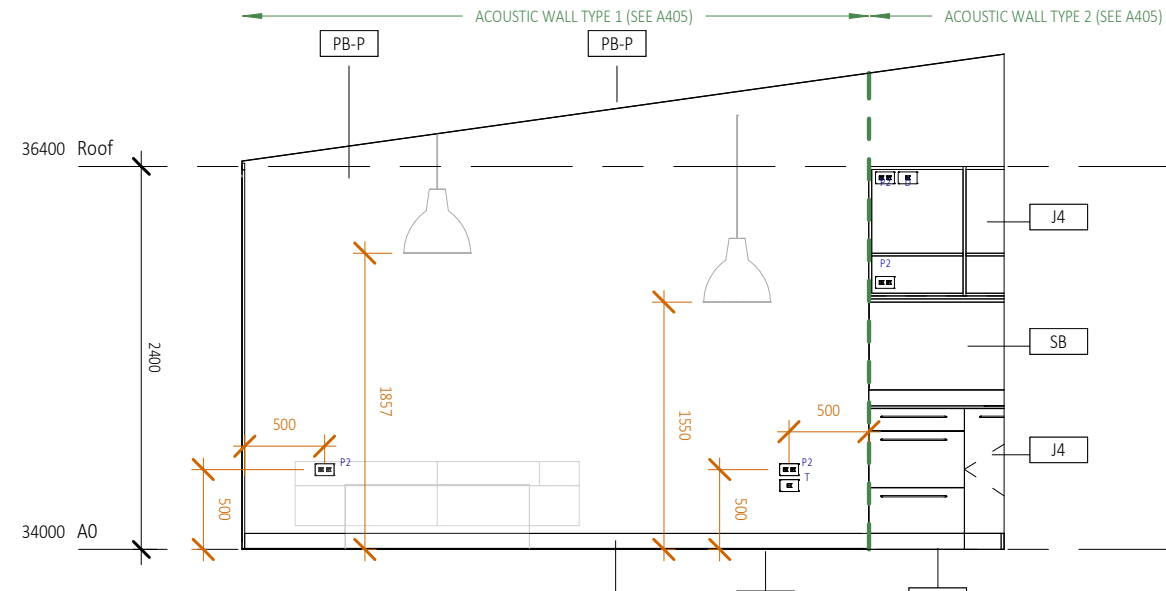 ACOUSTIC WALL TYPE 1 (SEE A405)
ACOUSTIC WALL TYPE 2 (SEE A405)
PB-P
PB-P
36400 Roof
P2
D
J4
P2
2400
SB
1857
1550
500
500
J4
P2
P2
T
500
500
34000 A0